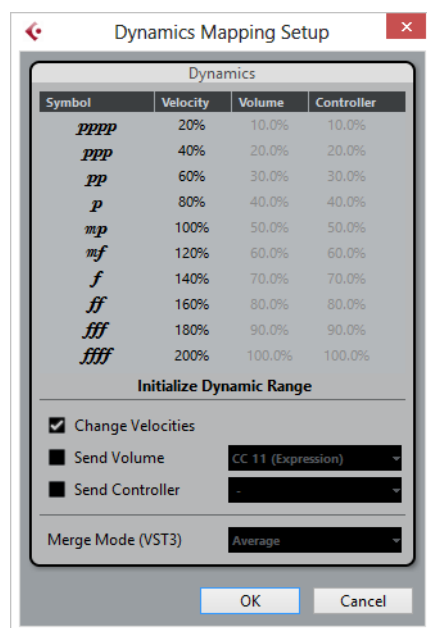 Dynamics Mapping Setup
Dynamics
Symbol Velocity Volume Controller
pppp 20% 10.0% 10.0%
ppp 40% 20.0% 20.0%
pp 60% 30.0% 30.0%
p 80% 40.0% 40.0%
mp 100% 50.0% 50.0%
mf 120% 60.0% 60.0%
f 140% 70.0% 70.0%
ff 160% 80.0% 80.0%
fff 180% 90.0% 90.0%
ffff 200% 100.0% 100.0%
Initialize Dynamic Range
Change Velocities
Send Volume CC 11 (Expression)
Send Controller -
Merge Mode (VST3) Average
OK Cancel